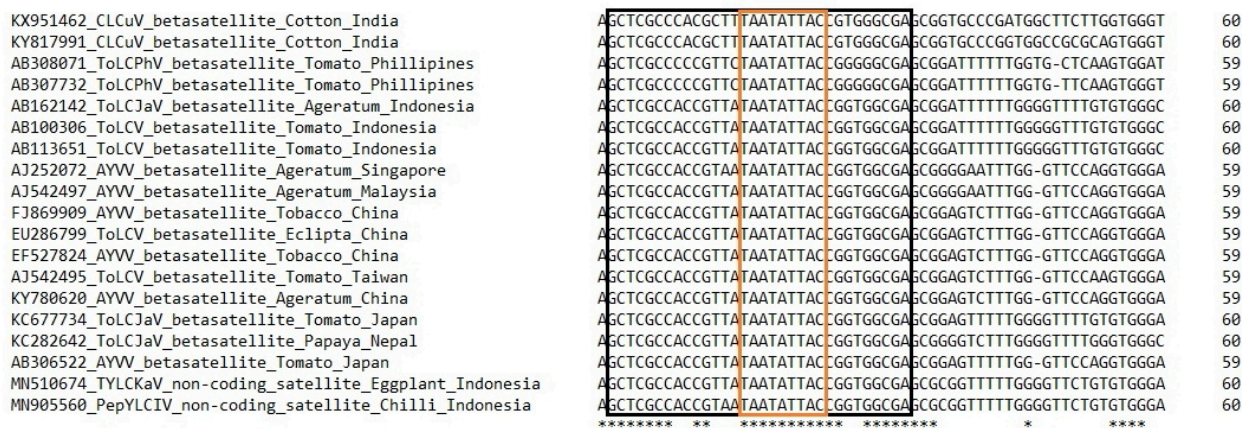 KX951462_CLCuV_betasatellite_Cotton_India AGCTCGCCCACGCTTTAATATTACCGTGGGCGAGCGGTGCCCGATGGCTTCTTGGTGGGT 60
KY817991_CLCuV_betasatellite_Cotton_India AGCTCGCCCACGCTTTAATATTACCGTGGGCGAGCGGTGCCCGGTGGCCGCGCAGTGGGT 60
AB308071_ToLCPhV_betasatellite_Tomato_Phillipines AGCTCGCCCCCGTTCTAATATTACCGGGGGCGAGCGGATTTTTTGGTG-CTCAAGTGGAT 59
AB307732_ToLCPhV_betasatellite_Tomato_Phillipines AGCTCGCCCCCGTTCTAATATTACCGGGGGCGAGCGGATTTTTTGGTG-TTCAAGTGGGT 59
AB162142_ToLCJaV_betasatellite_Ageratum_Indonesia AGCTCGCCACCGTTATAATATTACCGGTGGCGAGCGGATTTTTTGGGGTTTTGTGTGGGC 60
AB100306_ToLCV_betasatellite_Tomato_Indonesia AGCTCGCCACCGTTATAATATTACCGGTGGCGAGCGGATTTTTTGGGGGTTTGTGTGGGC 60
AB113651_ToLCV_betasatellite_Tomato_Indonesia AGCTCGCCACCGTTATAATATTACCGGTGGCGAGCGGATTTTTTGGGGGTTTGTGTGGGC 60
AJ252072_AYVV_betasatellite_Ageratum_Singapore AGCTCGCCACCGTAATAATATTACCGGTGGCGAGCGGGGAATTTGG-GTTCCAGGTGGGA 59
AJ542497_AYVV_betasatellite_Ageratum_Malaysia AGCTCGCCACCGTTATAATATTACCGGTGGCGAGCGGGGAATTTGG-GTTCCAGGTGGGA 59
FJ869909_AYVV_betasatellite_Tobacco_China AGCTCGCCACCGTTATAATATTACCGGTGGCGAGCGGAGTCTTTGG-GTTCCAGGTGGGA 59
EU286799_ToLCV_betasatellite_Eclipta_China AGCTCGCCACCGTTATAATATTACCGGTGGCGAGCGGAGTCTTTGG-GTTCCAGGTGGGA 59
EF527824_AYVV_betasatellite_Tobacco_China AGCTCGCCACCGTTATAATATTACCGGTGGCGAGCGGAGTCTTTGG-GTTCCAGGTGGGA 59
AJ542495_ToLCV_betasatellite_Tomato_Taiwan AGCTCGCCACCGTTATAATATTACCGGTGGCGAGCGGAGTCTTTGG-GTTCCAAGTGGGA 59
KY780620_AYVV_betasatellite_Ageratum_China AGCTCGCCACCGTTATAATATTACCGGTGGCGAGCGGAGTCTTTGG-GTTCCAGGTGGGA 59
KC677734_ToLCJaV_betasatellite_Tomato_Japan AGCTCGCCACCGTTATAATATTACCGGTGGCGAGCGGAGTTTTTGGGGTTTTGTGTGGGA 60
KC282642_ToLCJaV_betasatellite_Papaya_Nepal AGCTCGCCACCGTTATAATATTACCGGTGGCGAGCGGGGTCTTTGGGGTTTTGGGTGGGC 60
AB306522_AYVV_betasatellite_Tomato_Japan AGCTCGCCACCGTTATAATATTACCGGTGGCGAGCGGAGTTTTTGG-GTTCCAGGTGGGA 59
MN510674_TYLCKaV_non-coding_satellite_Eggplant_Indonesia AGCTCGCCACCGTTATAATATTACCGGTGGCGAGCGCGGTTTTTGGGGTTCTGTGTGGGA 60
MN905560_PepYLCIV_non-coding_satellite_Chilli_Indonesia AGCTCGCCACCGTAATAATATTACCGGTGGCGAGCGCGGTTTTTGGGGTTCTGTGTGGGA 60
******** ** *********** ******** * ****